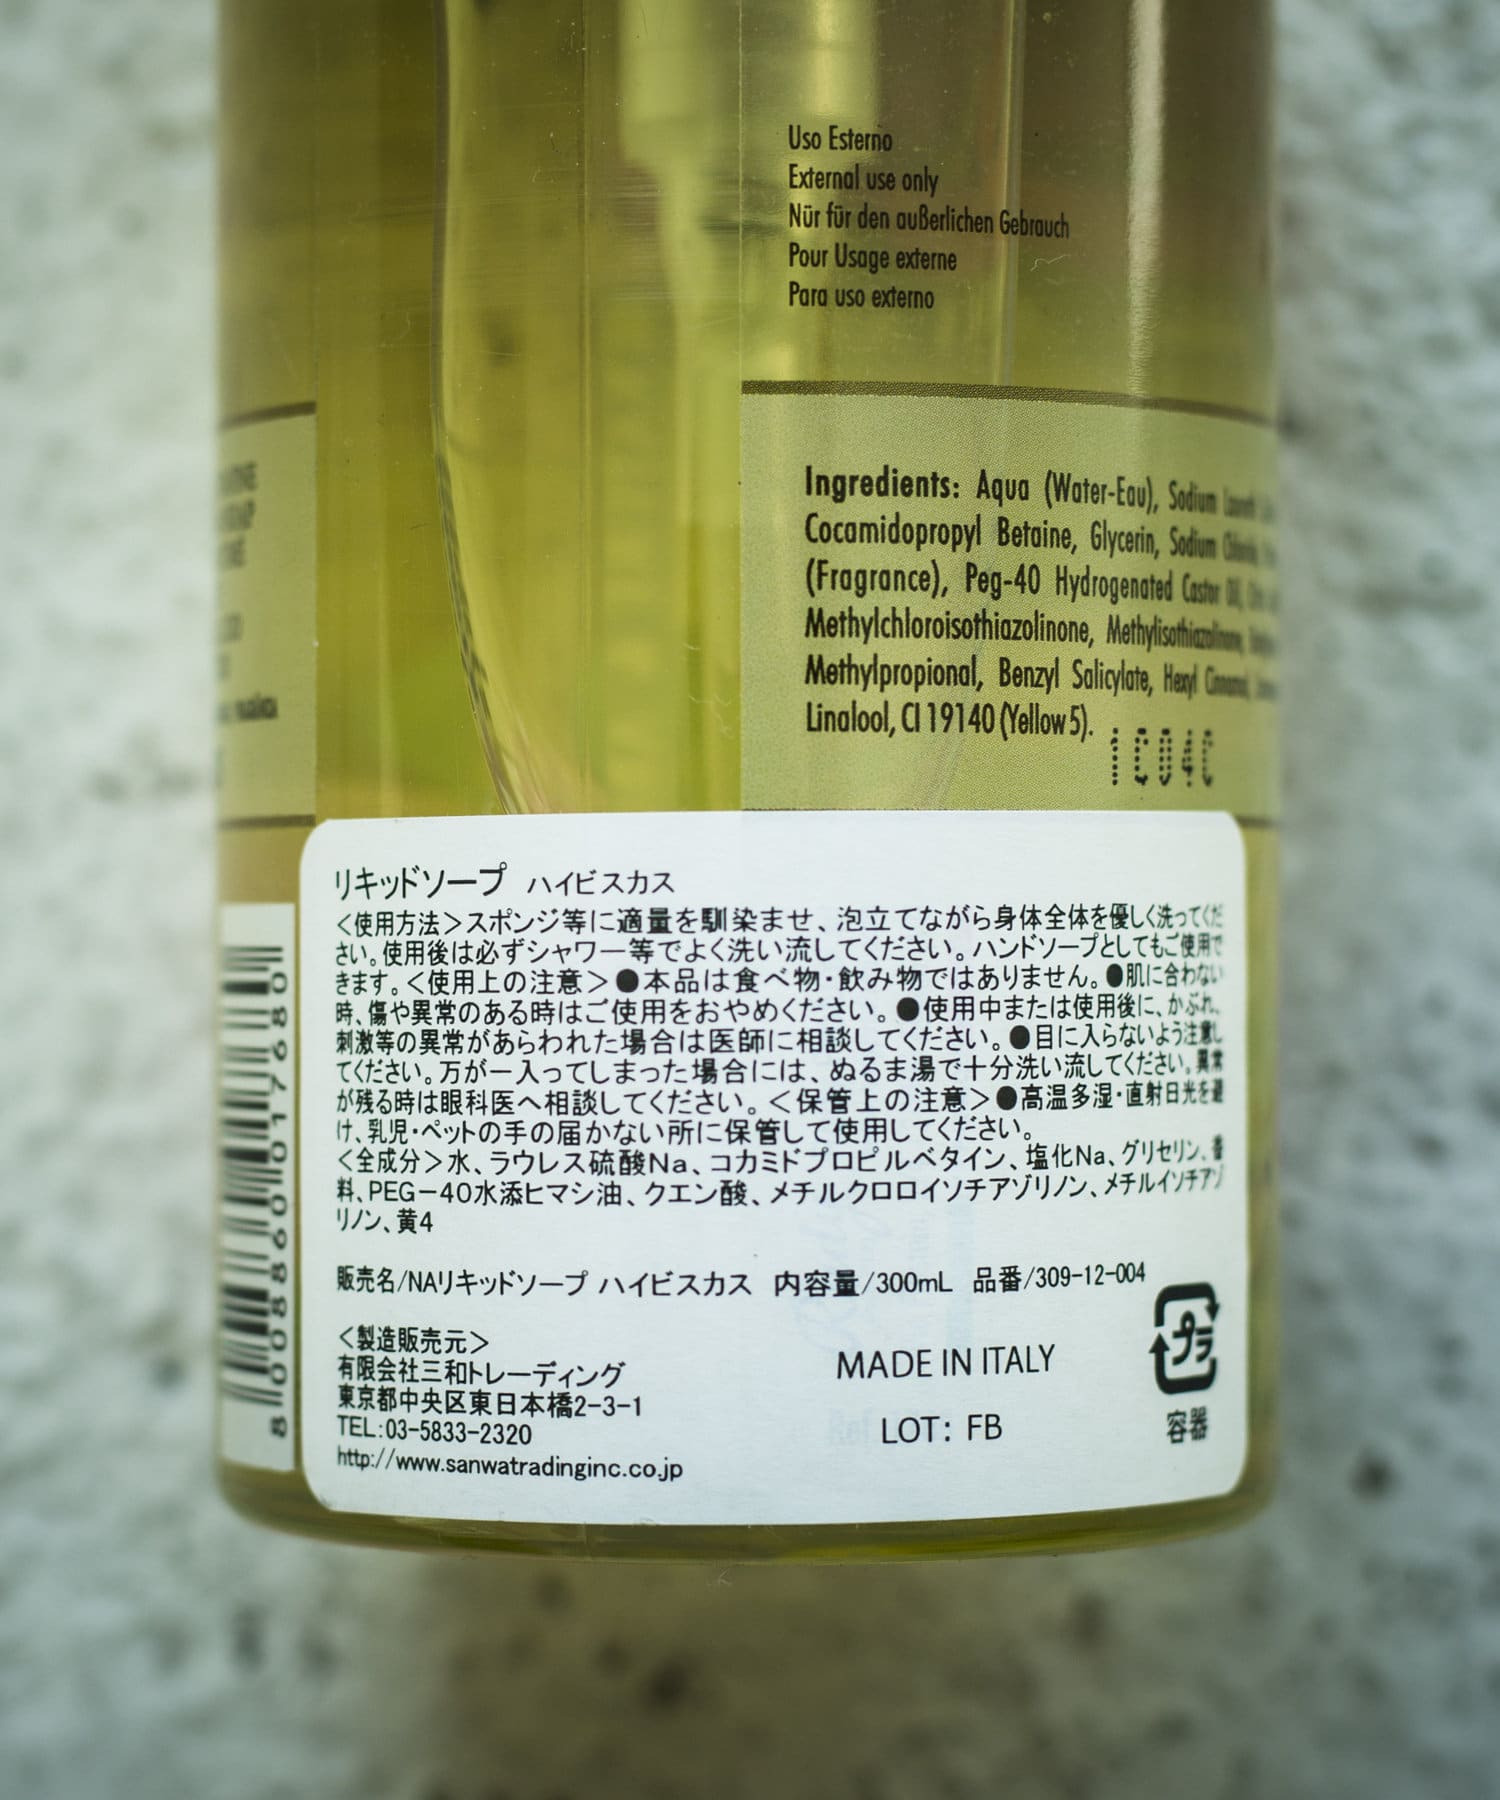 Uso Esterno
External use only
Nür für den außerlichen Gebrauch
Pour Usage externe
Para uso externo
Ingredients: Aqua (Water-Eau), Sodium
Cocamidopropyl Betaine, Glycerin, Sodium
(Fragrance), Peg-40 Hydrogenated Castor Oil,
Methylchloroisothiazolinone, Methylisothiazolinone,
Methylpropional, Benzyl Salicylate, Hexyl Cinnamal,
Linalool, CI 19140 (Yellow 5).
1C04C
リキッドソープ ハイビスカス
＜使用方法＞スポンジ等に適量を馴染ませ、泡立てながら身体全体を優しく洗ってくだ
さい。使用後は必ずシャワー等でよく洗い流してください。ハンドソープとしてもご使用で
きます。＜使用上の注意＞●本品は食べ物・飲み物ではありません。●肌に合わない
時、傷や異常のある時はご使用をおやめください。●使用中または使用後に、かぶれ、
刺激等の異常があらわれた場合は医師に相談してください。●目に入らないよう注意し
てください。万が一入ってしまった場合には、ぬるま湯で十分洗い流してください。異常
が残る時は眼科医へ相談してください。＜保管上の注意＞●高温多湿・直射日光を避
け、乳児・ペットの手の届かない所に保管して使用してください。
＜全成分＞水、ラウレス硫酸Na、コカミドプロピルベタイン、塩化Na、グリセリン、香
料、PEG－40水添ヒマシ油、クエン酸、メチルクロロイソチアゾリノン、メチルイソチアゾ
リノン、黄4
販売名/NAリキッドソープ ハイビスカス 内容量/300mL 品番/309-12-004
＜製造販売元＞
有限会社三和トレーディング
東京都中央区東日本橋2-3-1
TEL:03-5833-2320
http://www.sanwatradinginc.co.jp
MADE IN ITALY
LOT: FB
プラ
容器
8 008860 017680